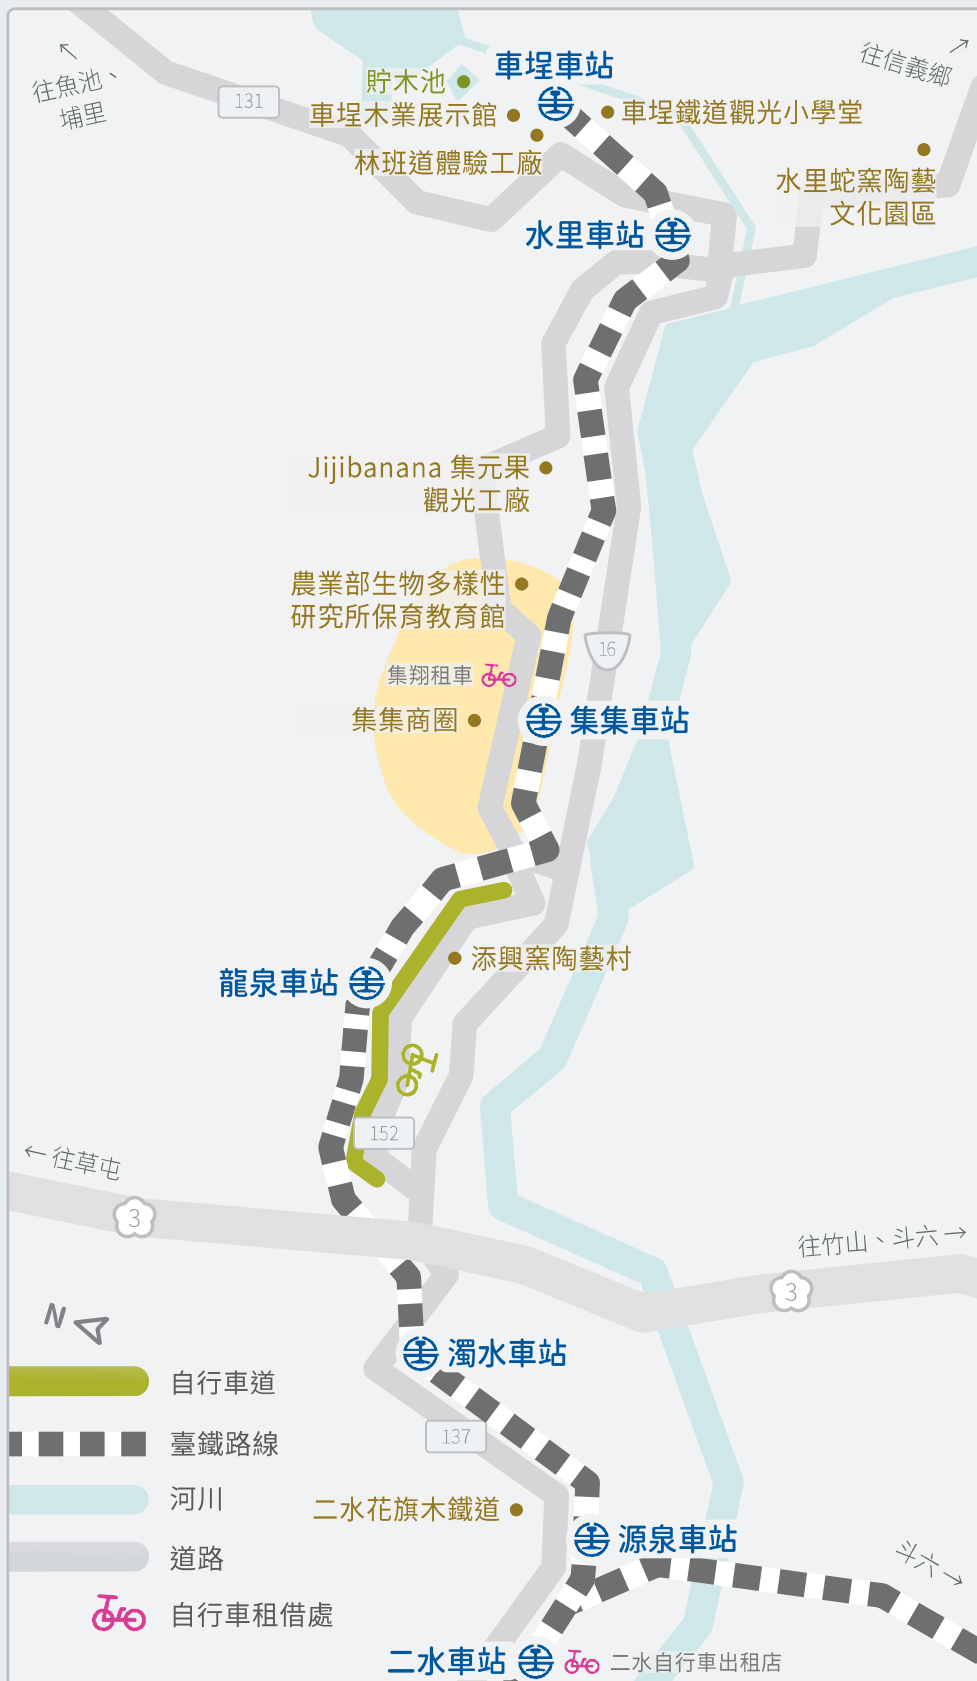 往魚池、
埔里
131
貯木池
車埕木業展示館
林班道體驗工廠
車埕車站
車埕鐵道觀光小學堂
往信義鄉
水里蛇窯陶藝
文化園區
水里車站
Jijibanana 集元果
觀光工廠
農業部生物多樣性
研究所保育教育館
16
集翔租車
集集商圈
集集車站
添興窯陶藝村
龍泉車站
152
往草屯
3
往竹山、斗六
3
N
濁水車站
自行車道
137
臺鐵路線
河川
二水花旗木鐵道
源泉車站
道路
斗六
自行車租借處
二水車站
二水自行車出租店